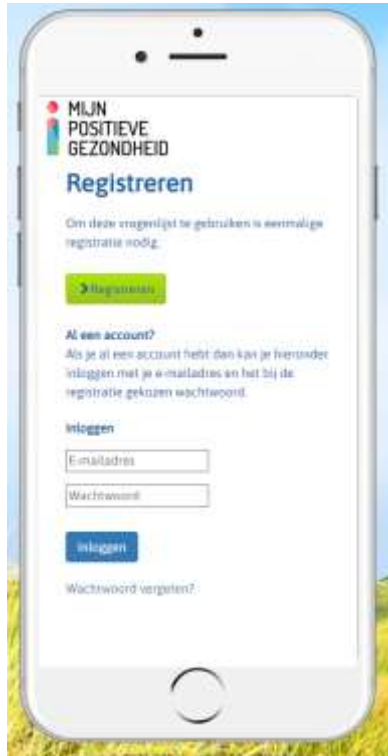 MIJN
POSITIEVE
GEZONDHEID
Registreren
Om deze vragenlijst te gebruiken is eenmalige
registratie nodig.
Registreren
Al een account?
Als je al een account hebt dan kan je hieronder
inloggen met je e-mailadres en het bij de
registratie gekozen wachtwoord.
Inloggen
E-mailadres
Wachtwoord
Inloggen
Wachtwoord vergeten?